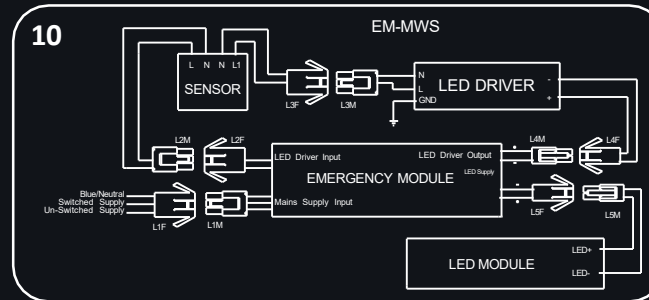 10
EM-MWS
L N N L1
SENSOR
L3F
L3M
N
L
GND
LED DRIVER
-
+
L2M
L2F
L4M
L4F
LED Driver Input
LED Driver Output
LED Supply
EMERGENCY MODULE
Mains Supply Input
-
+
-
+
Blue/Neutral
Switched Supply
Un-Switched Supply
L1F
L1M
L5F
L5M
LED+
LED-
LED MODULE